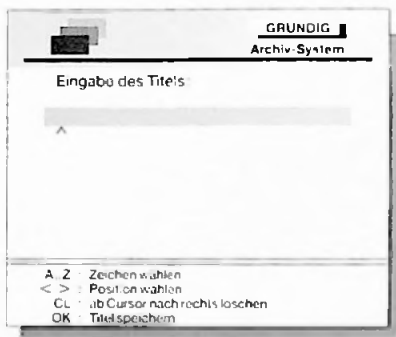 GRUNDIG
Archiv-System
Eingabe des Titels:
^
A...Z : Zeichen wählen
< > : Position wählen
CL : ab Cursor nach rechts löschen
OK : Titel speichern